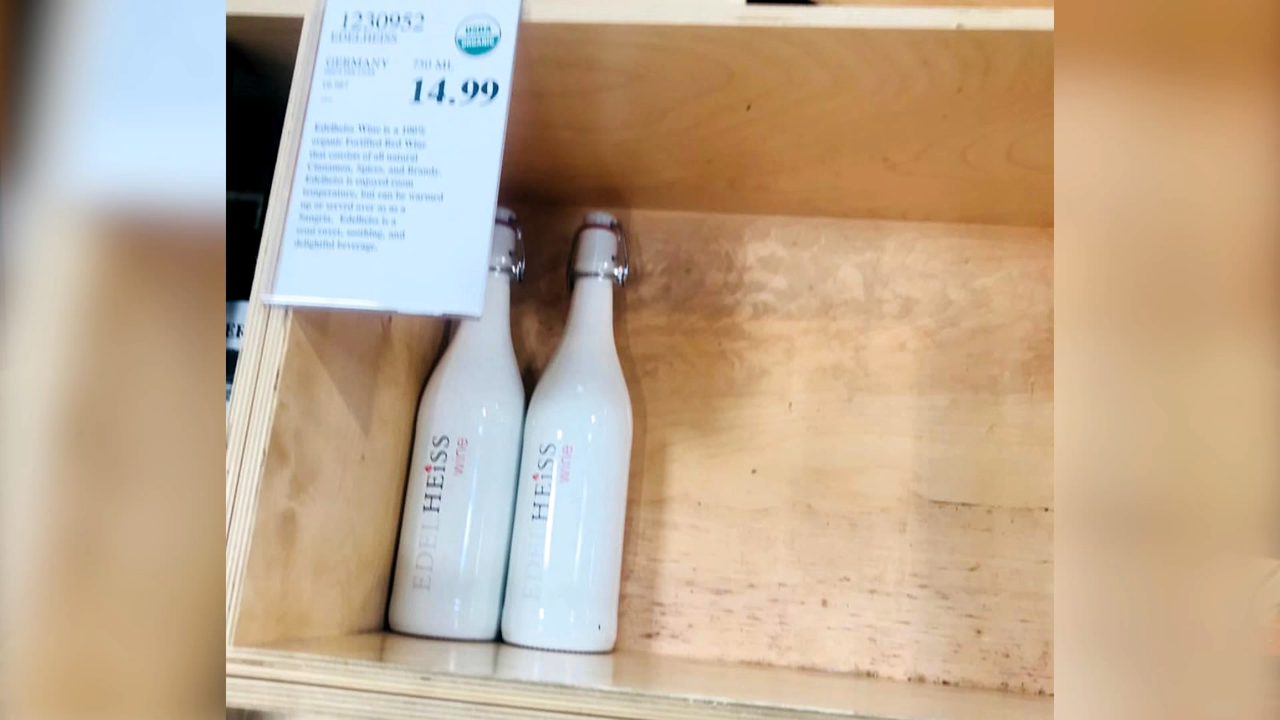 1230952
EDELHEISS
USDA
ORGANIC
GERMANY 750 ML
14.99
Edelheiss Wine is a 100%
organic Fortified Red Wine
that consists of all natural
Cinnamon, Spices, and Brandy.
Edelheiss is enjoyed room
temperature, but can be warmed
up or served over as a
Sangria. Edelheiss is a
semi sweet, soothing, and
delightful beverage.
EDELHEISS
wine
EDELHEISS
wine
ER